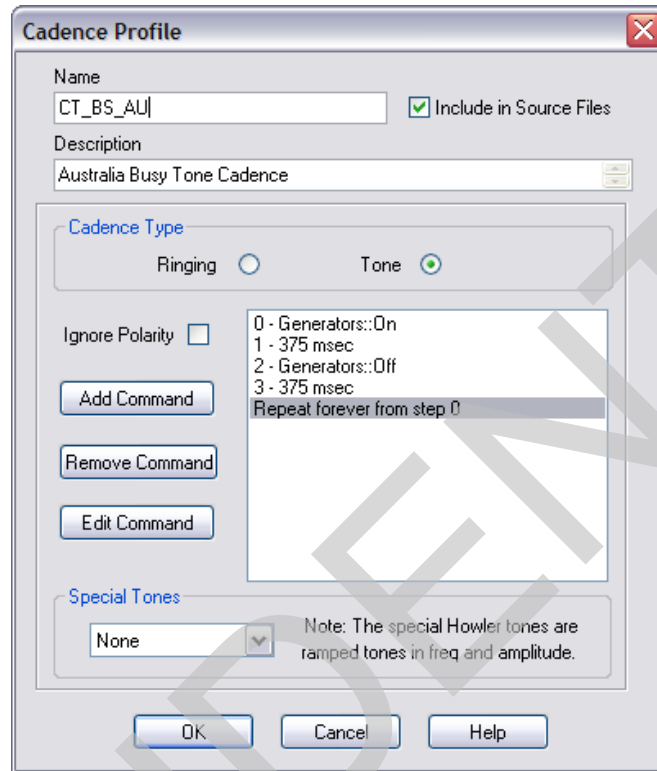 Cadence Profile
Name
CT_BS_AU
Include in Source Files
Description
Australia Busy Tone Cadence
Cadence Type
Ringing
Tone
Ignore Polarity
0 - Generators::On
1 - 375 msec
2 - Generators::Off
3 - 375 msec
Repeat forever from step 0
Add Command
Remove Command
Edit Command
Special Tones
None
Note: The special Howler tones are
ramped tones in freq and amplitude.
OK
Cancel
Help
DENT